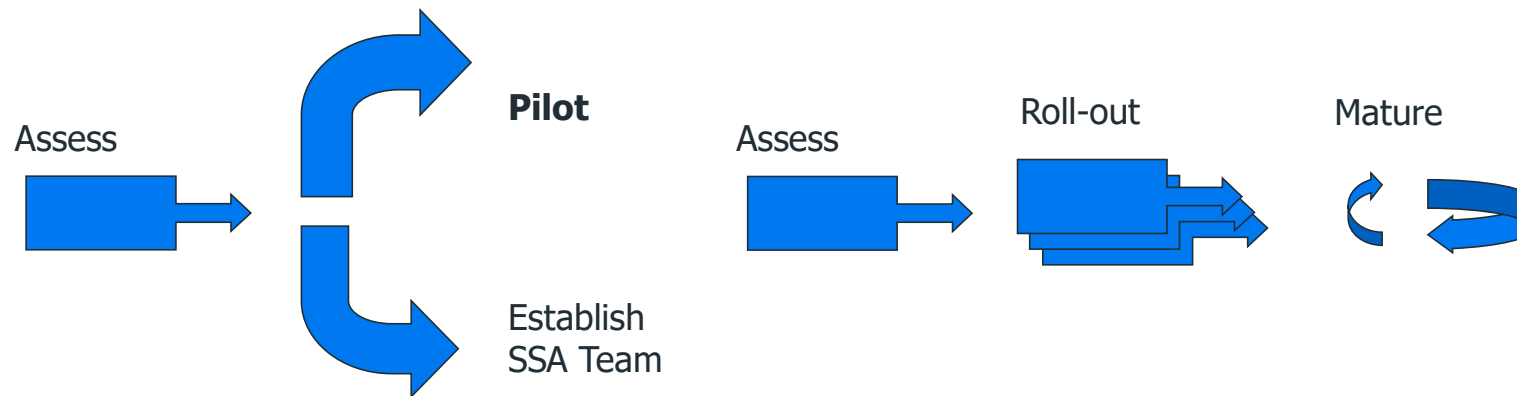 Assess
Pilot
Establish
SSA Team
Assess
Roll-out
Mature